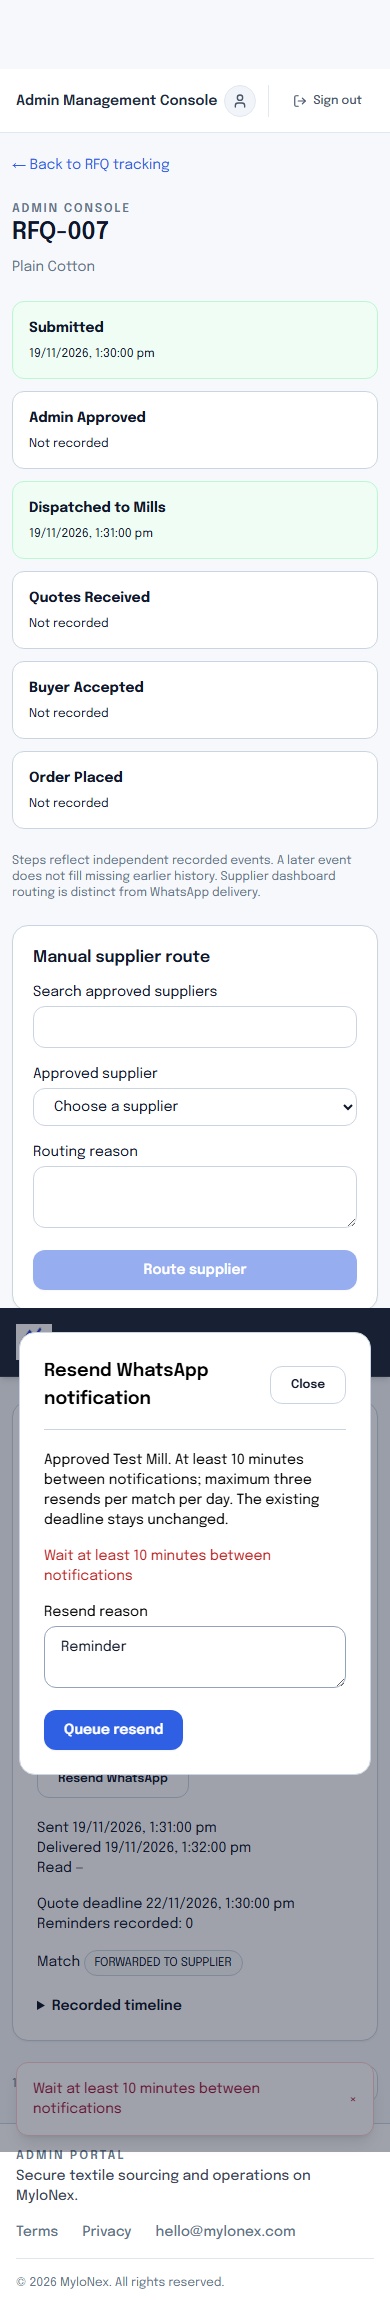 Admin Management Console
Sign out
← Back to RFQ tracking
ADMIN CONSOLE
RFQ-007
Plain Cotton
Submitted
19/11/2026, 1:30:00 pm
Admin Approved
Not recorded
Dispatched to Mills
19/11/2026, 1:31:00 pm
Quotes Received
Not recorded
Buyer Accepted
Not recorded
Order Placed
Not recorded
Steps reflect independent recorded events. A later event
does not fill missing earlier history. Supplier dashboard
routing is distinct from WhatsApp delivery.
Manual supplier route
Search approved suppliers
Approved supplier
Choose a supplier
Routing reason
Route supplier
Resend WhatsApp
notification
Close
Approved Test Mill. At least 10 minutes
between notifications; maximum three
resends per match per day. The existing
deadline stays unchanged.
Wait at least 10 minutes between
notifications
Resend reason
Reminder
Queue resend
Resend WhatsApp
Sent 19/11/2026, 1:31:00 pm
Delivered 19/11/2026, 1:32:00 pm
Read –
Quote deadline 22/11/2026, 1:30:00 pm
Reminders recorded: 0
Match FORWARDED TO SUPPLIER
▶ Recorded timeline
Wait at least 10 minutes between
notifications
×
ADMIN PORTAL
Secure textile sourcing and operations on
MyloNex.
Terms Privacy hello@mylonex.com
© 2026 MyloNex. All rights reserved.